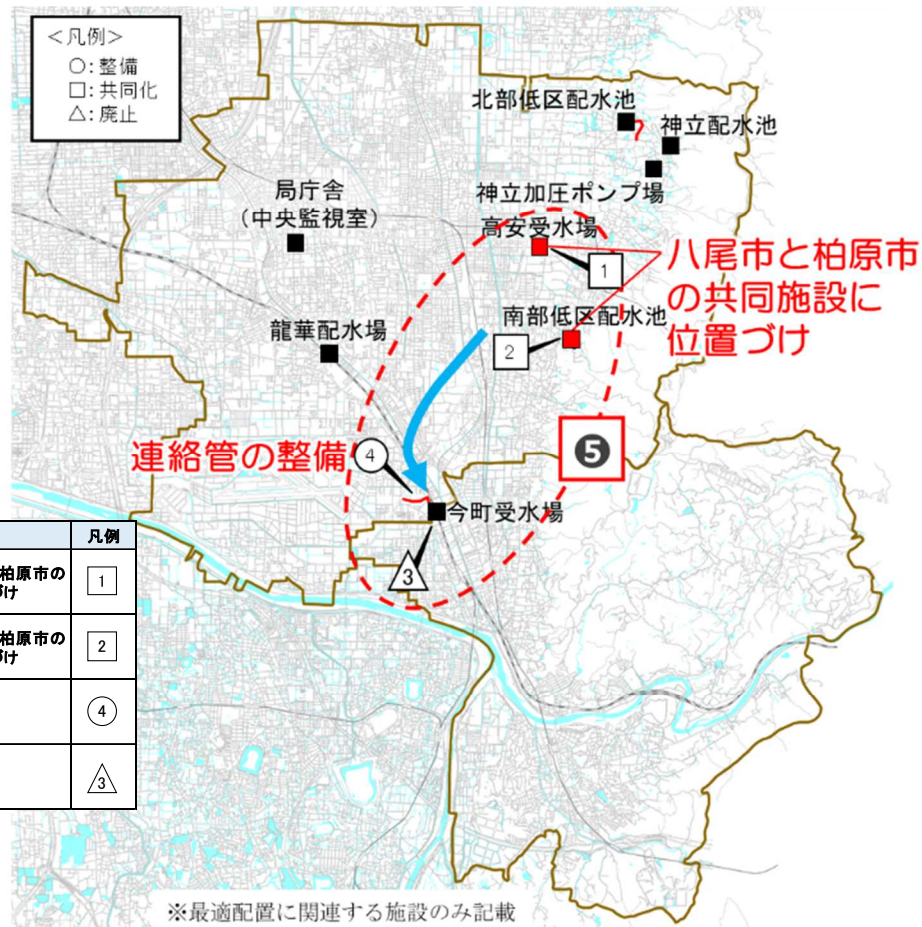 ＜凡例＞
○：整備
□：共同化
△：廃止
北部低区配水池
神立配水池
局庁舎
（中央監視室）
神立加圧ポンプ場
高安受水場
1
八尾市と柏原市
の共同施設に
位置づけ
龍華配水場
南部低区配水池
2
連絡管の整備
4
❺
今町受水場
3
凡例
柏原市の
づけ
1
柏原市の
づけ
2
4
3
※最適配置に関連する施設のみ記載